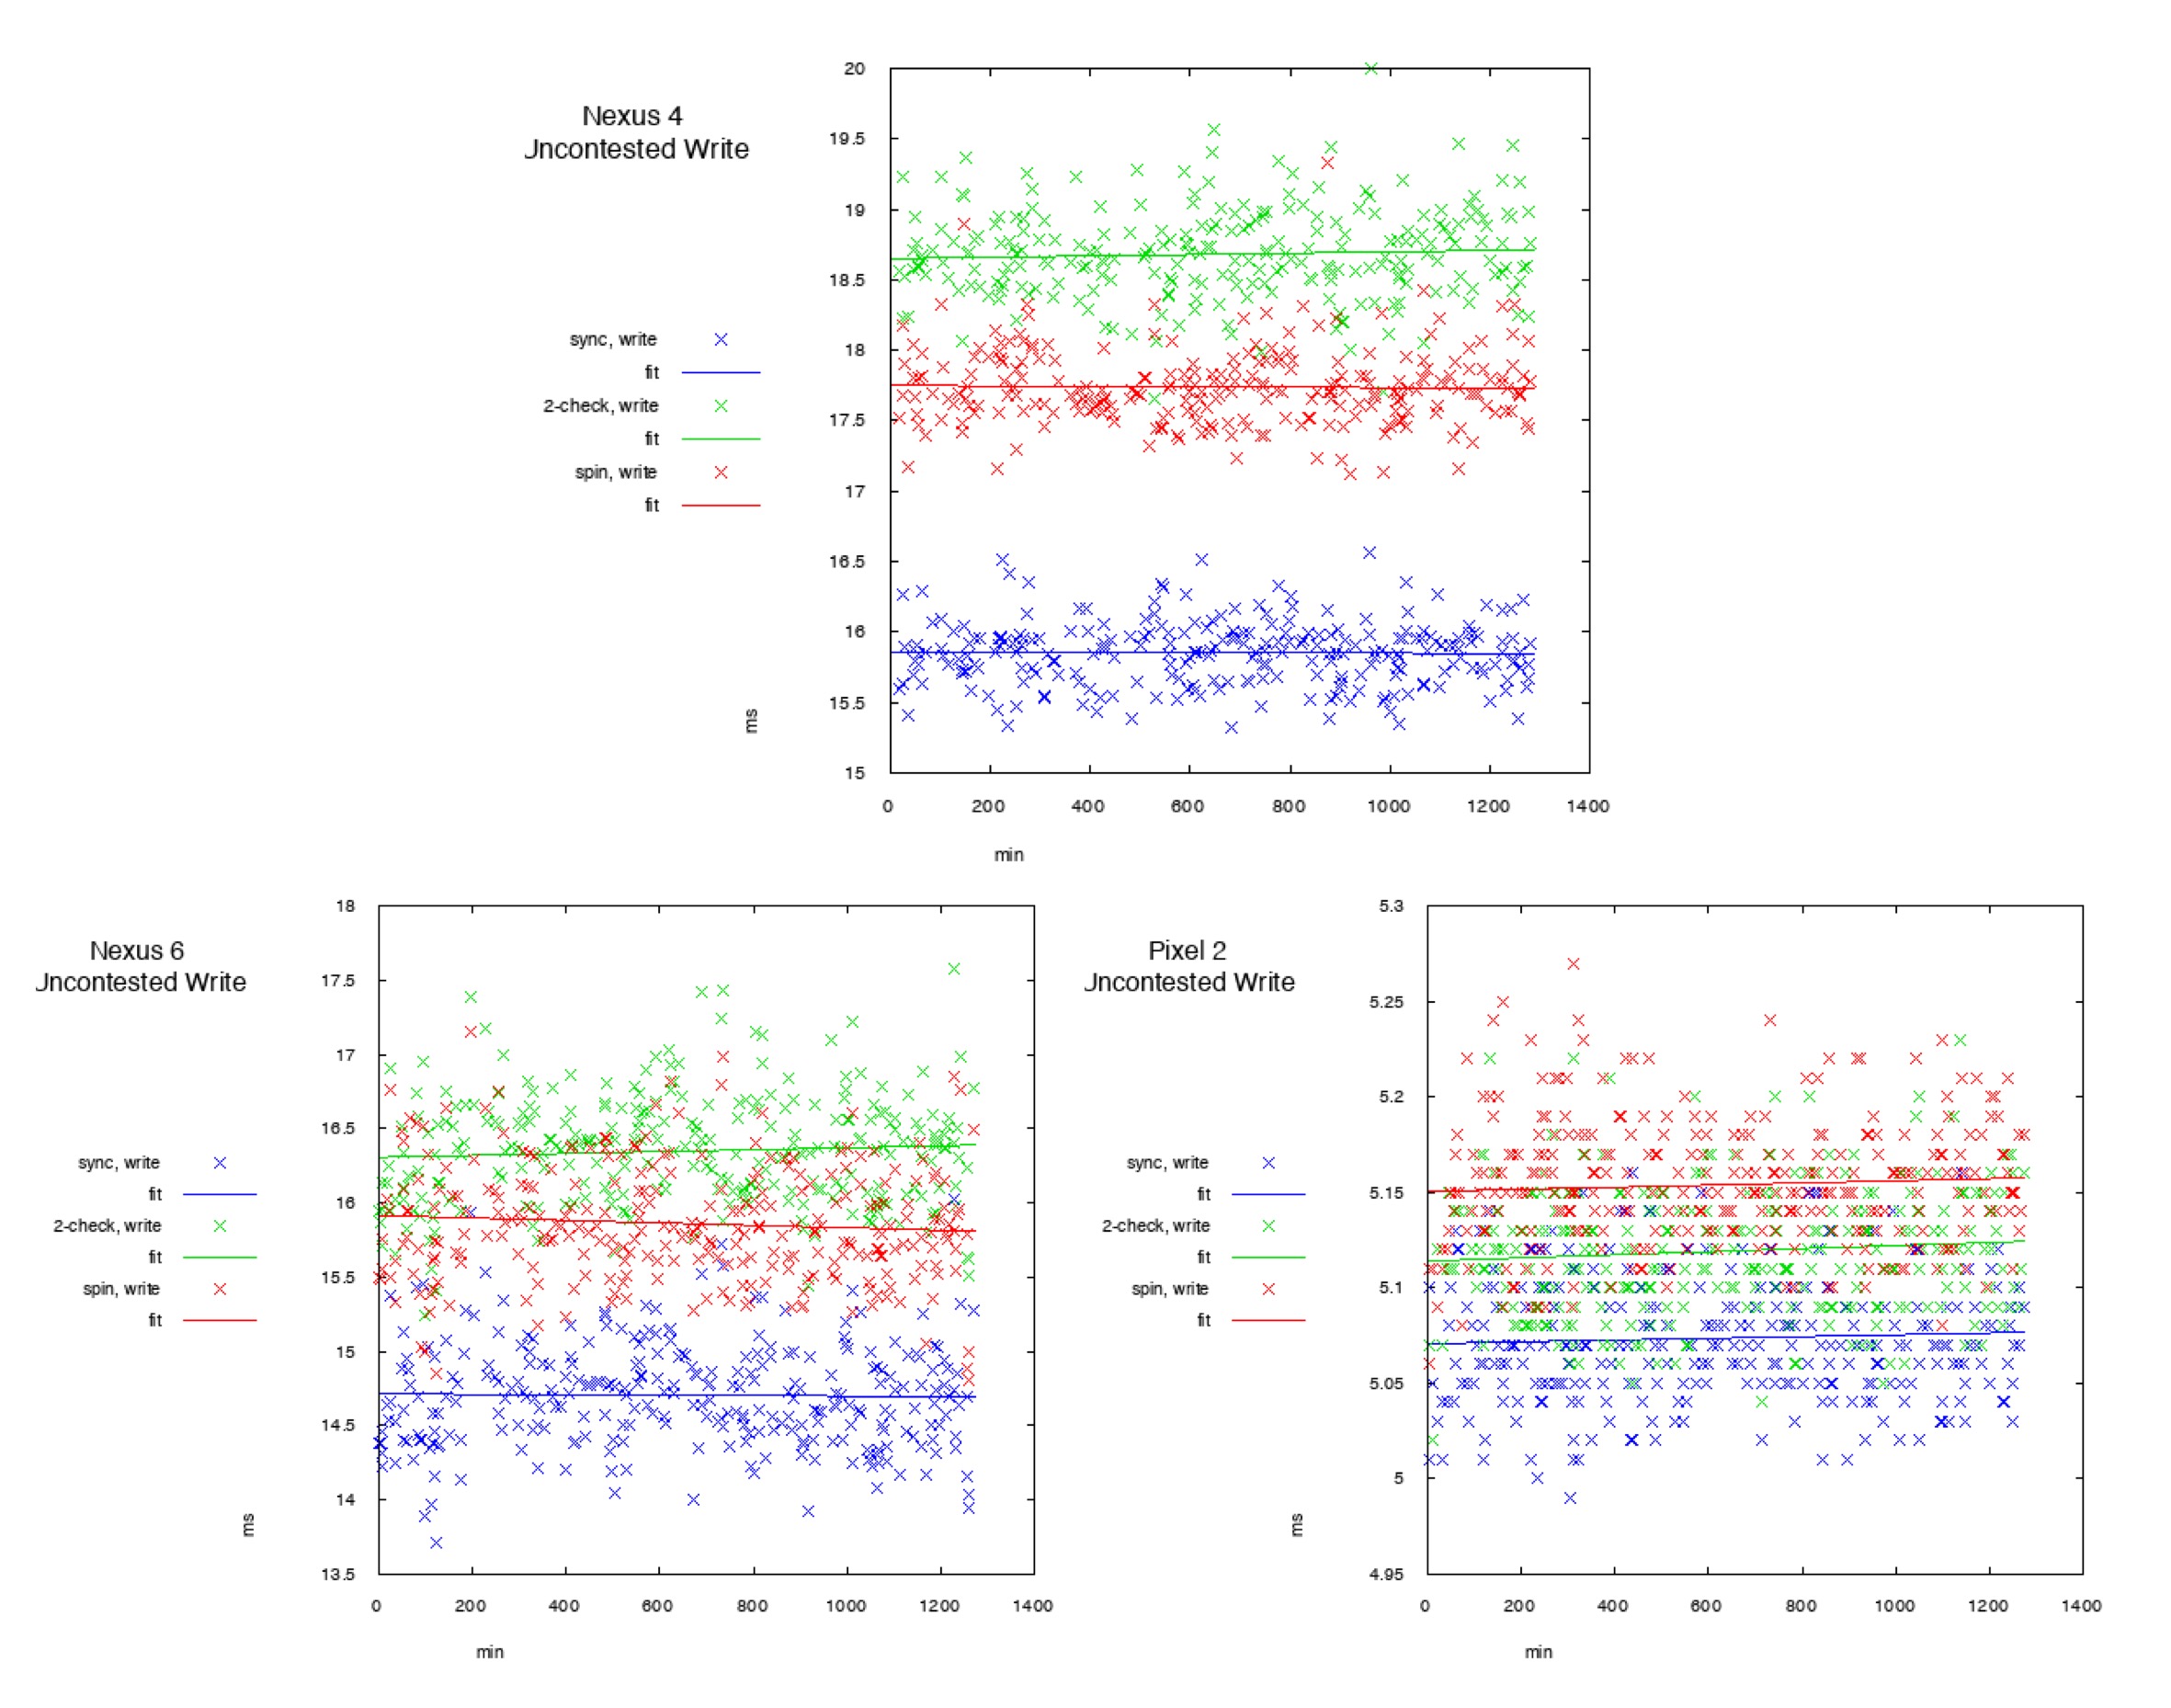 Nexus 4
Jncontested Write
sync, write
fit
2-check, write
fit
spin, write
fit
20
19.5
19
18.5
18
17.5
17
16.5
16
15.5
15
ms
0 200 400 600 800 1000 1200 1400
min
Nexus 6
Jncontested Write
sync, write
fit
2-check, write
fit
spin, write
fit
18
17.5
17
16.5
16
15.5
15
14.5
14
13.5
ms
0 200 400 600 800 1000 1200 1400
min
Pixel 2
Jncontested Write
sync, write
fit
2-check, write
fit
spin, write
fit
5.3
5.25
5.2
5.15
5.1
5.05
5
4.95
ms
0 200 400 600 800 1000 1200 1400
min